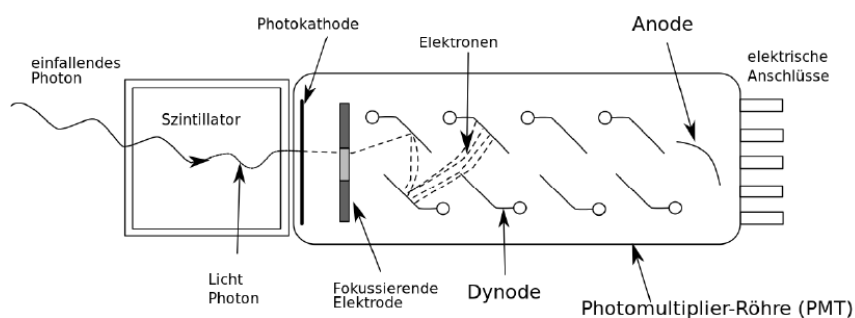 Photokathode
Anode
Elektronen
elektrische
Anschlüsse
einfallendes
Photon
Szintillator
Licht
Photon
Fokussierende
Elektrode
Dynode
Photomultiplier-Röhre (PMT)